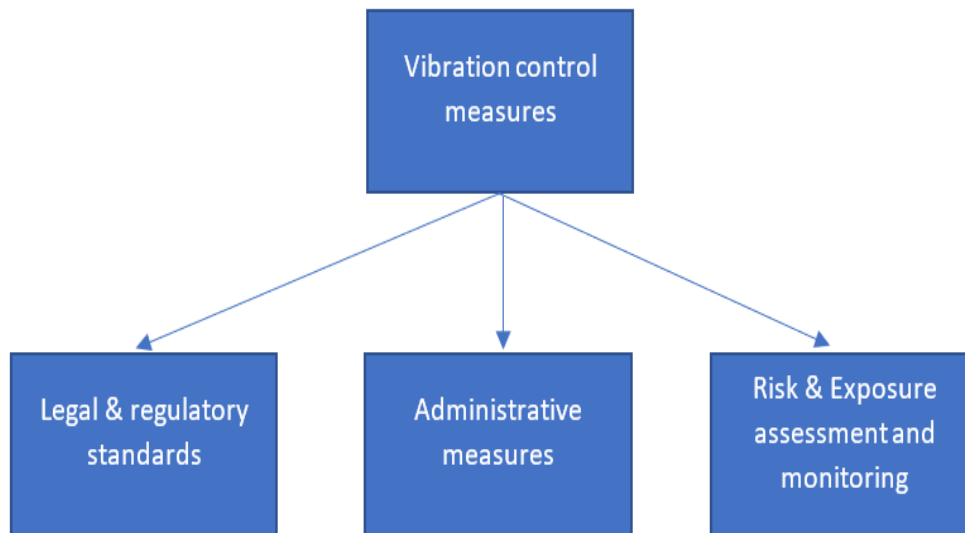 Vibration control
measures
Legal & regulatory
standards
Administrative
measures
Risk & Exposure
assessment and
monitoring